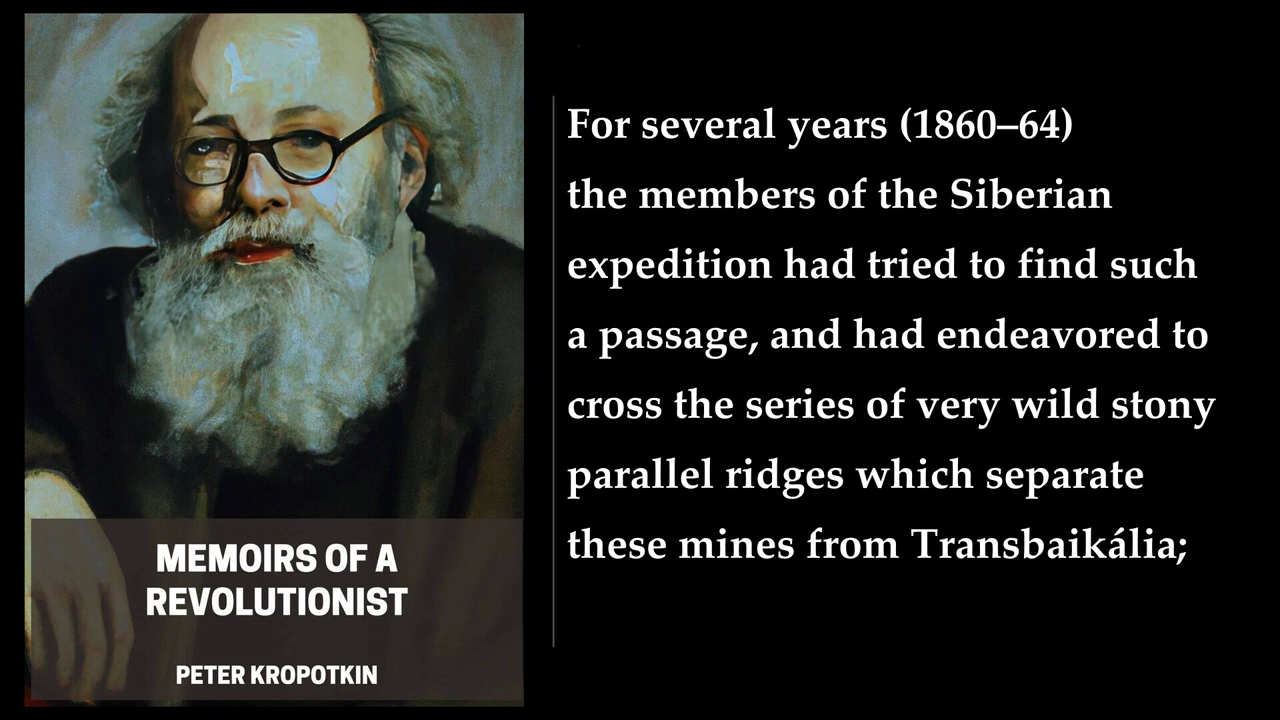 MEMOIRS OF A
REVOLUTIONIST
PETER KROPOTKIN
For several years (1860–64)
the members of the Siberian
expedition had tried to find such
a passage, and had endeavored to
cross the series of very wild stony
parallel ridges which separate
these mines from Transbaikália;